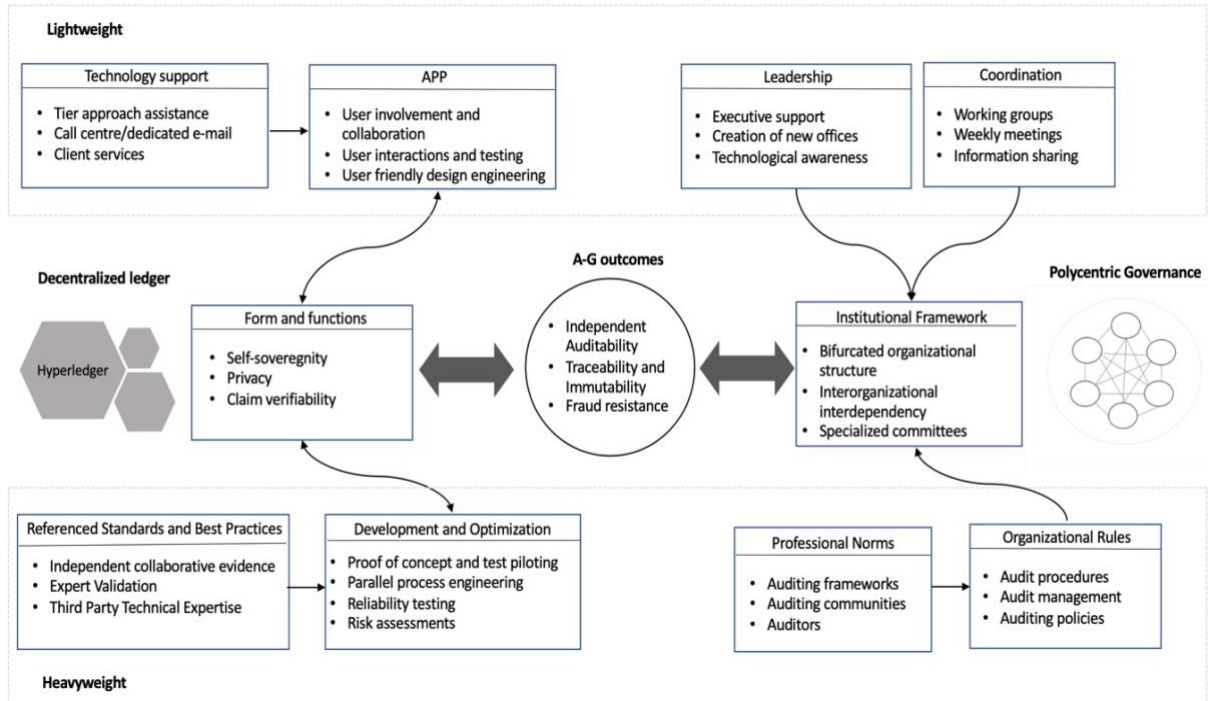 Lightweight
Technology support
• Tier approach assistance
• Call centre/dedicated e-mail
• Client services
APP
• User involvement and
collaboration
• User interactions and testing
• User friendly design engineering
Leadership
• Executive support
• Creation of new offices
• Technological awareness
Coordination
• Working groups
• Weekly meetings
• Information sharing
Decentralized ledger
Hyperledger
Form and functions
• Self-soveregnity
• Privacy
• Claim verifiability
A-G outcomes
• Independent
Auditability
• Traceability and
Immutability
• Fraud resistance
Institutional Framework
• Bifurcated organizational
structure
• Interorganizational
interdependency
• Specialized committees
Polycentric Governance
Referenced Standards and Best Practices
• Independent collaborative evidence
• Expert Validation
• Third Party Technical Expertise
Development and Optimization
• Proof of concept and test piloting
• Parallel process engineering
• Reliability testing
• Risk assessments
Professional Norms
• Auditing frameworks
• Auditing communities
• Auditors
Organizational Rules
• Audit procedures
• Audit management
• Auditing policies
Heavyweight